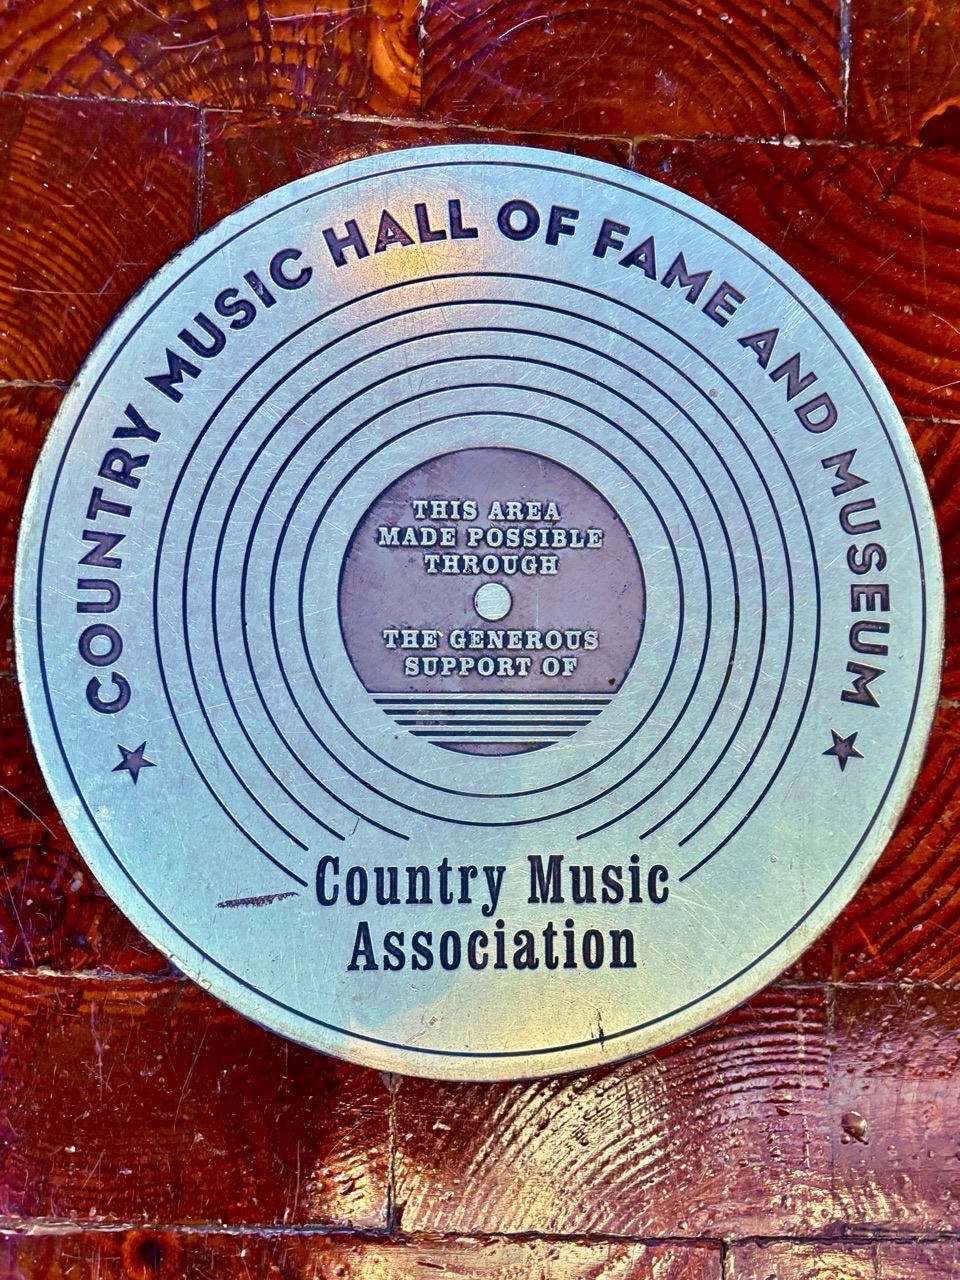 COUNTRY MUSIC HALL OF FAME AND MUSEUM
THIS AREA
MADE POSSIBLE
THROUGH
THE GENEROUS
SUPPORT OF
Country Music
Association